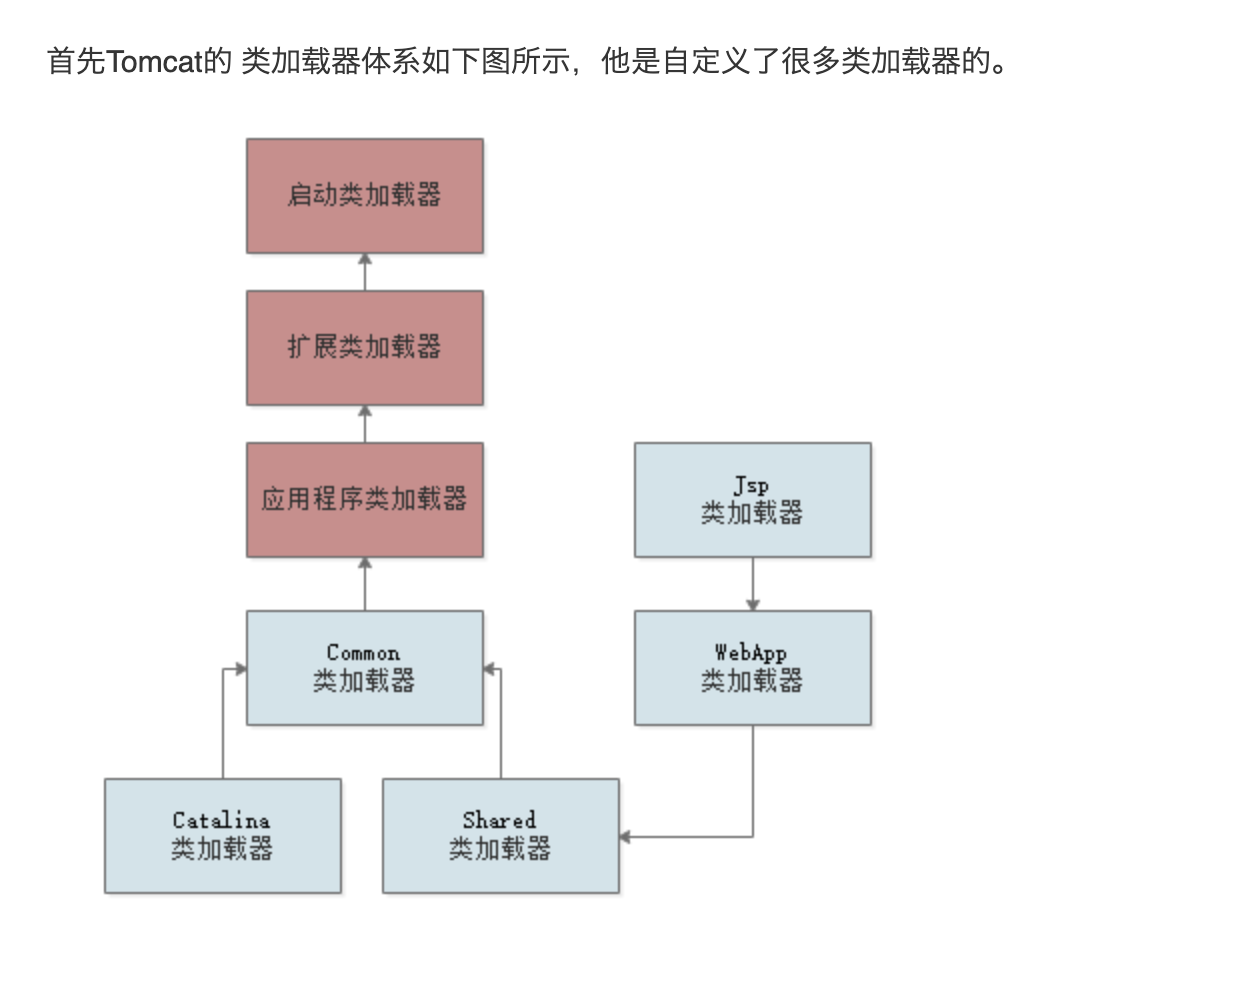 首先Tomcat的 类加载器体系如下图所示，他是自定义了很多类加载器的。
启动类加载器
扩展类加载器
应用程序类加载器
Jsp
类加载器
Common
类加载器
WebApp
类加载器
Catalina
类加载器
Shared
类加载器